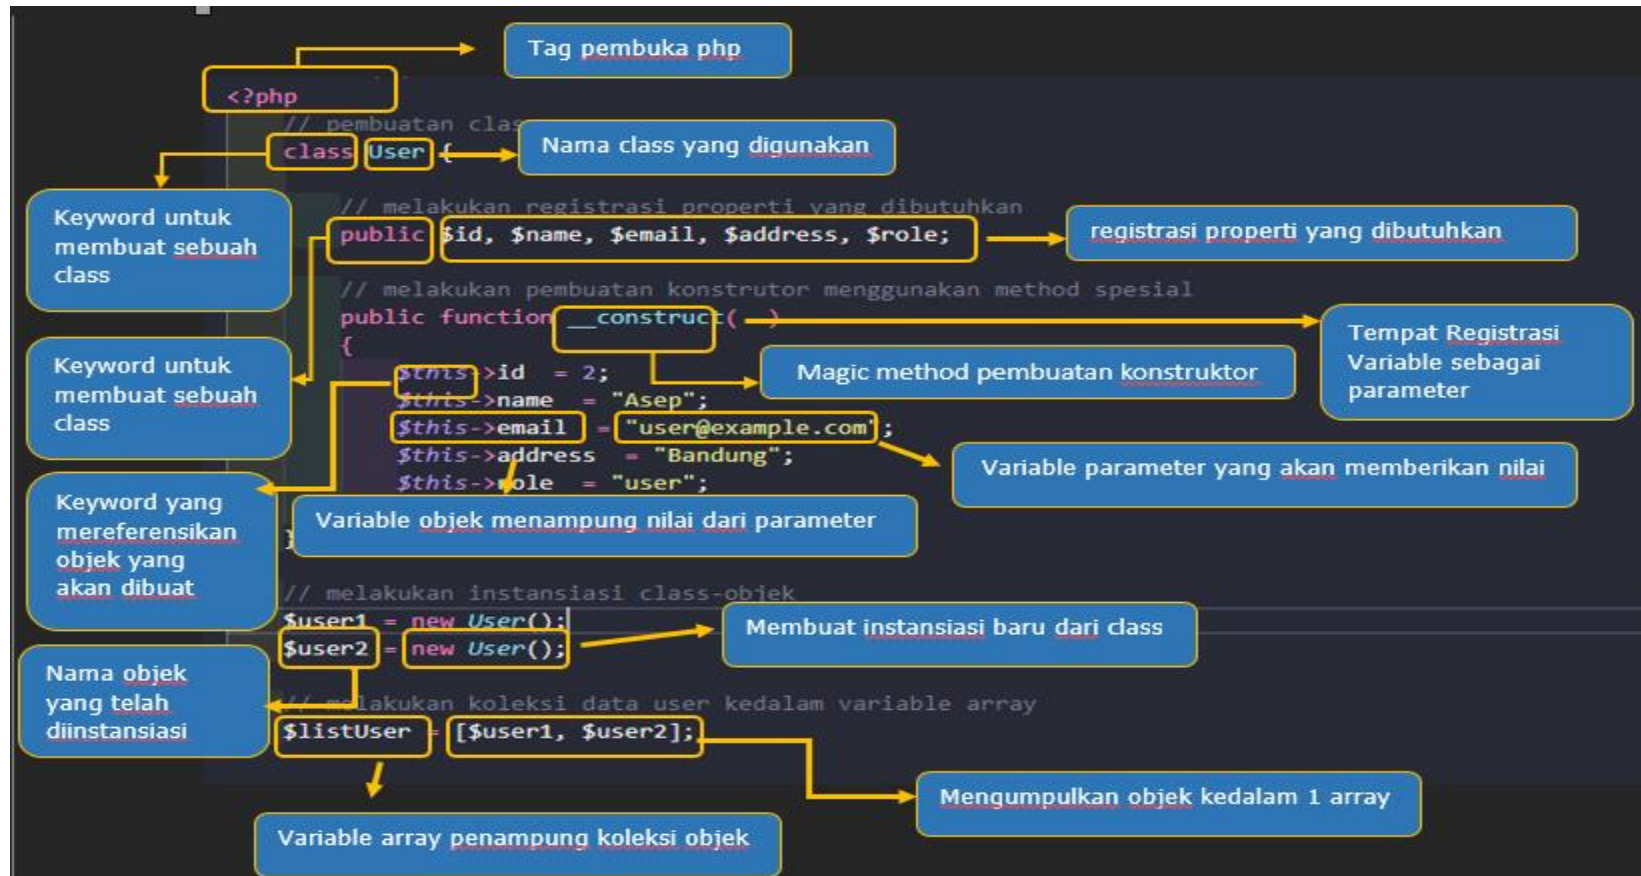 Tag pembuka php
<?php
// pembuatan clas
class User {
Nama class yang digunakan
Keyword untuk
membuat sebuah
class
// melakukan registrasi properti yang dibutuhkan
public $id, $name, $email, $address, $role;
registrasi properti yang dibutuhkan
// melakukan pembuatan konstrutor menggunakan method spesial
public function __construct( )
{
Tempat Registrasi
Variable sebagai
parameter
Keyword untuk
membuat sebuah
class
Magic method pembuatan konstruktor
$this->id = 2;
$this->name = "Asep";
$this->email = "user@example.com";
$this->address = "Bandung";
$this->role = "user";
Variable parameter yang akan memberikan nilai
Keyword yang
mereferensikan
objek yang
akan dibuat
Variable objek menampung nilai dari parameter
}
// melakukan instansiasi class-objek
$user1 = new User();
$user2 = new User();
Membuat instansiasi baru dari class
Nama objek
yang telah
diinstansiasi
// melakukan koleksi data user kedalam variable array
$listUser = [$user1, $user2];
Mengumpulkan objek kedalam 1 array
Variable array penampung koleksi objek